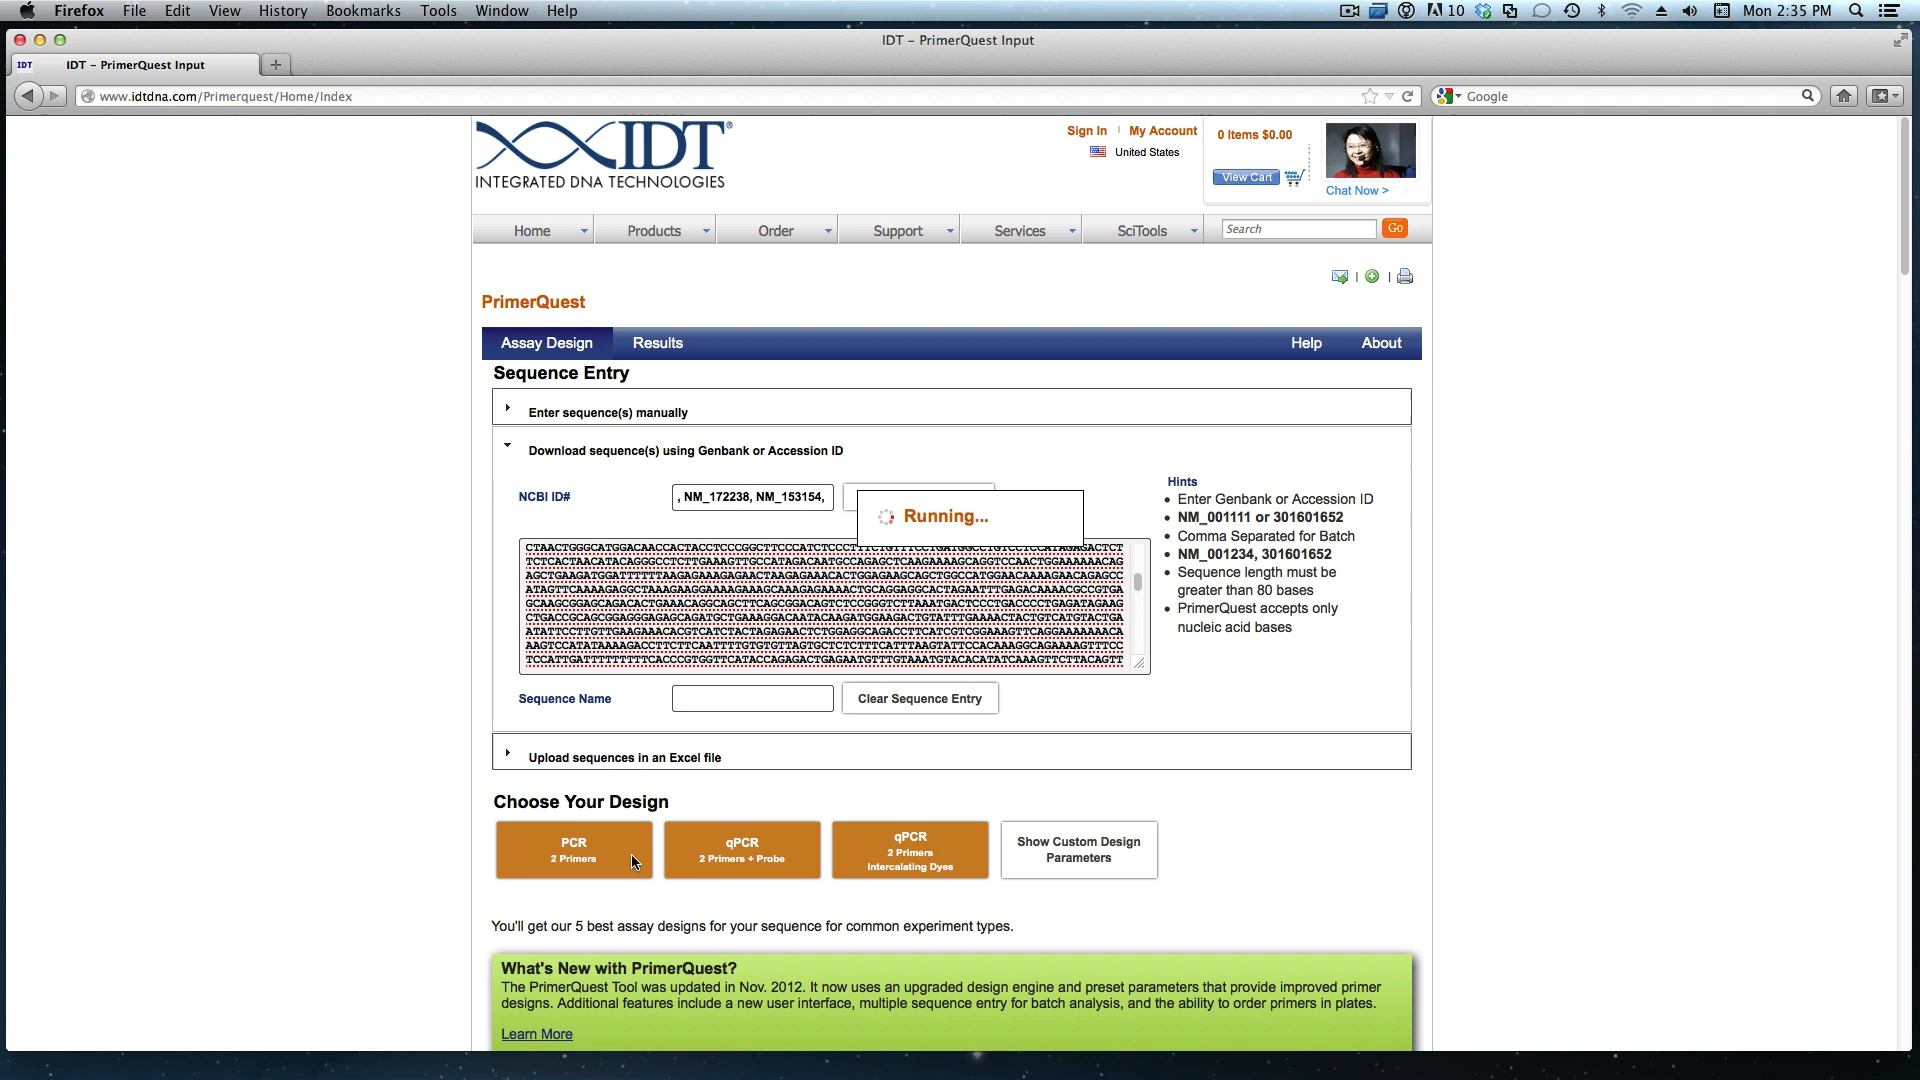 Firefox File Edit View History Bookmarks Tools Window Help 10 Mon 2:35 PM
IDT – PrimerQuest Input
IDT IDT – PrimerQuest Input
www.idtdna.com/Primerquest/Home/Index Google
IDT®
INTEGRATED DNA TECHNOLOGIES
Sign In | My Account
United States
0 Items $0.00
View Cart
Chat Now >
Home Products Order Support Services SciTools Search Go
PrimerQuest
Assay Design Results Help About
Sequence Entry
Enter sequence(s) manually
Download sequence(s) using Genbank or Accession ID
NCBI ID# , NM_172238, NM_153154,
Running...
Sequence Name Clear Sequence Entry
Hints
• Enter Genbank or Accession ID
• NM_001111 or 301601652
• Comma Separated for Batch
• NM_001234, 301601652
• Sequence length must be
greater than 80 bases
• PrimerQuest accepts only
nucleic acid bases
Upload sequences in an Excel file
Choose Your Design
PCR
2 Primers
qPCR
2 Primers + Probe
qPCR
2 Primers
Intercalating Dyes
Show Custom Design
Parameters
You'll get our 5 best assay designs for your sequence for common experiment types.
What's New with PrimerQuest?
The PrimerQuest Tool was updated in Nov. 2012. It now uses an upgraded design engine and preset parameters that provide improved primer
designs. Additional features include a new user interface, multiple sequence entry for batch analysis, and the ability to order primers in plates.
Learn More